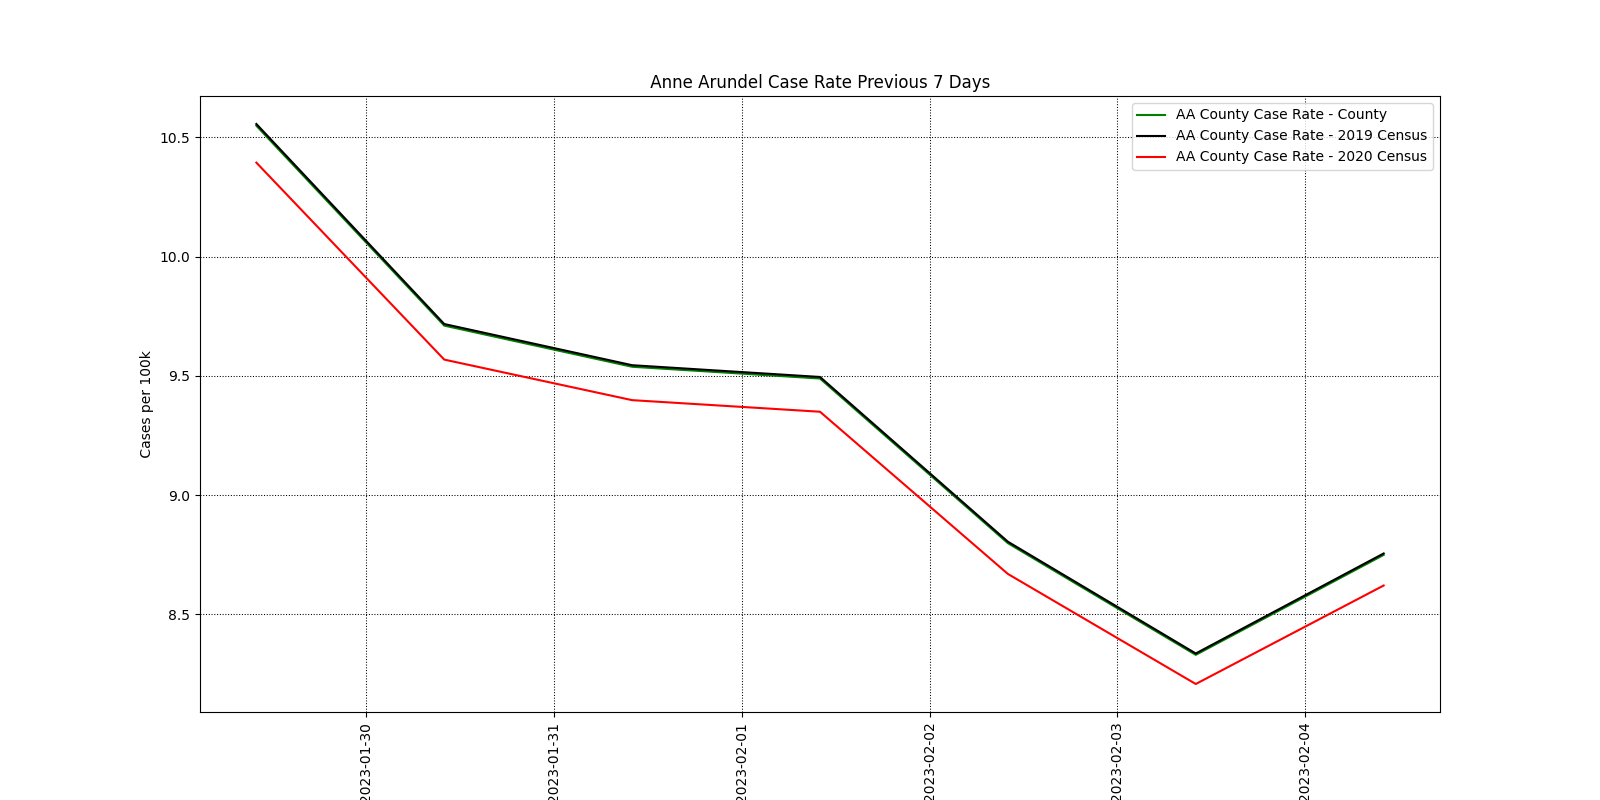 Anne Arundel Case Rate Previous 7 Days
AA County Case Rate - County
AA County Case Rate - 2019 Census
AA County Case Rate - 2020 Census
Cases per 100k
10.5
10.0
9.5
9.0
8.5
2023-01-30
2023-01-31
2023-02-01
2023-02-02
2023-02-03
2023-02-04